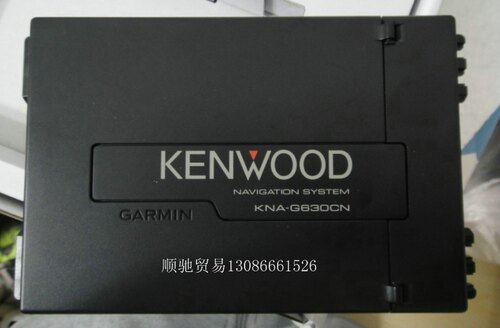 KENWOOD
NAVIGATION SYSTEM
KNA-G630CN
GARMIN
顺驰贸易13086661526